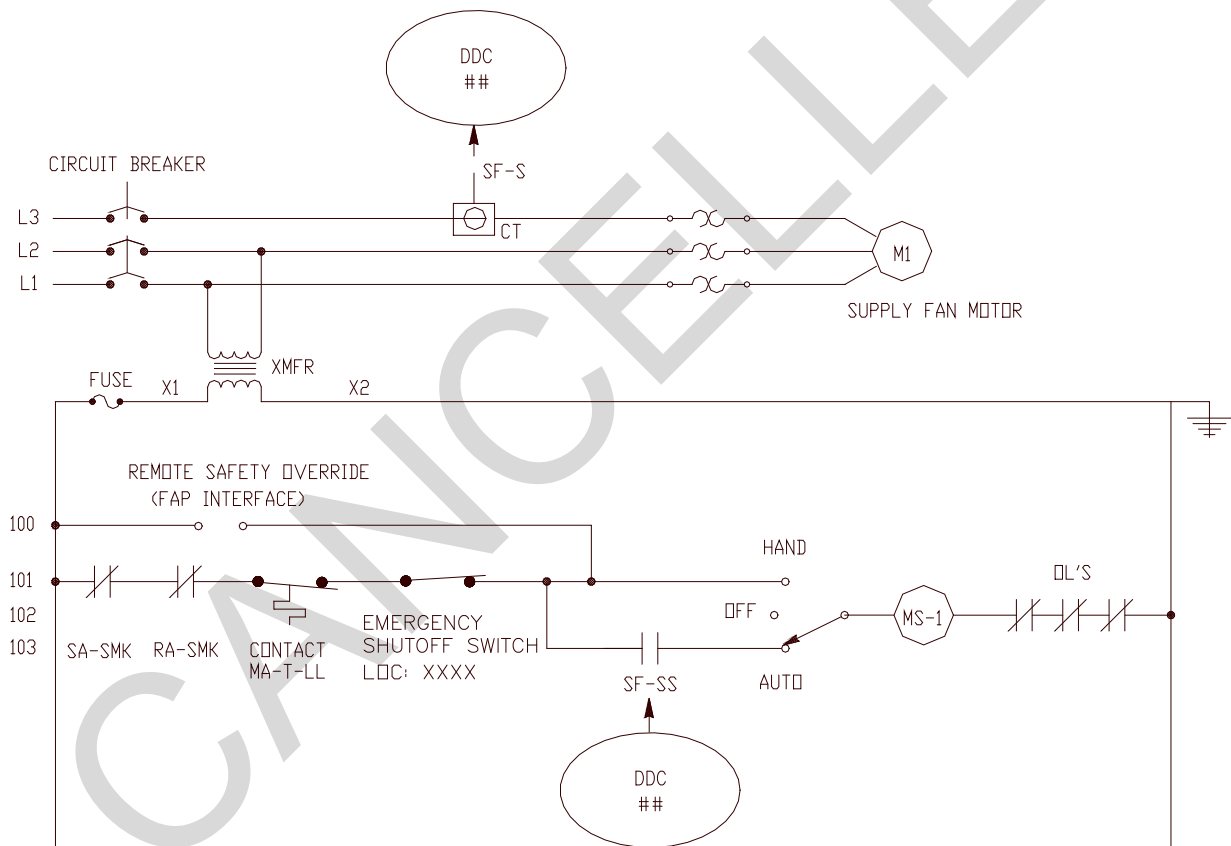 DDC
##
CIRCUIT BREAKER
SF-S
L3
CT
L2
M1
L1
SUPPLY FAN MOTOR
XMFR
FUSE
X1
X2
REMOTE SAFETY OVERRIDE
(FAP INTERFACE)
100
HAND
101
OL'S
102
OFF
MS-1
103
SA-SMK
RA-SMK
CONTACT
MA-T-LL
EMERGENCY
SHUTOFF SWITCH
LOC: XXXX
SF-SS
AUTO
DDC
##
CANCELLE